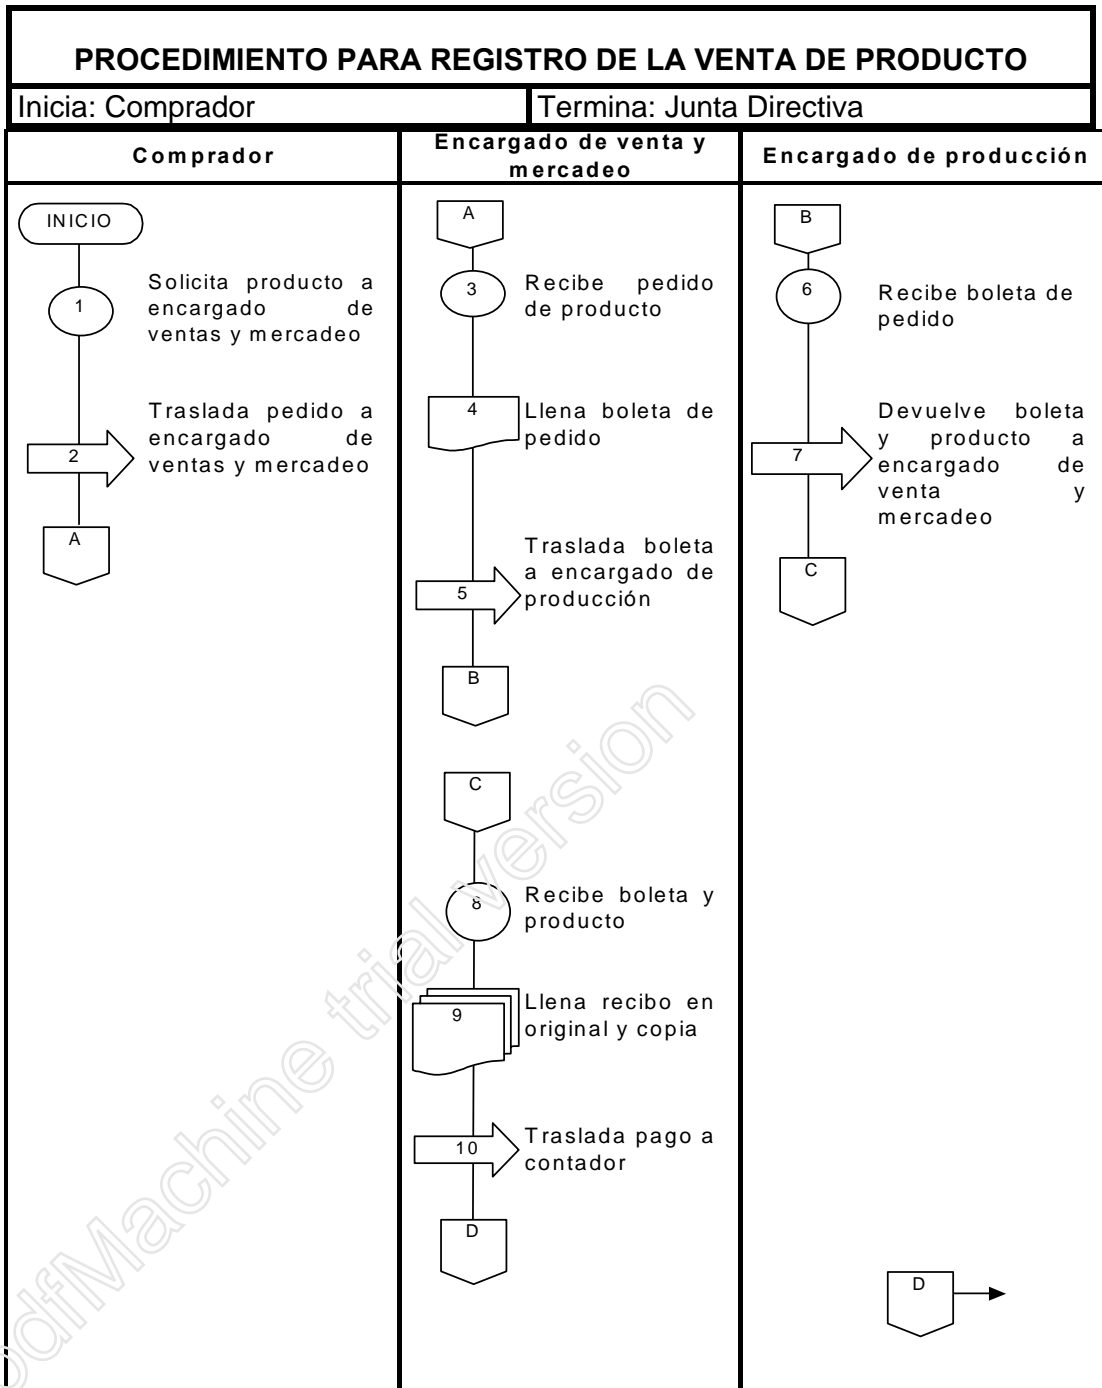 PROCEDIMIENTO PARA REGISTRO DE LA VENTA DE PRODUCTO
Inicia: Comprador
Termina: Junta Directiva
Comprador
Encargado de venta y
mercadeo
Encargado de producción
INICIO
1
Solicita producto a
encargado de
ventas y mercadeo
2
Traslada pedido a
encargado de
ventas y mercadeo
A
A
3
Recibe pedido
de producto
4
Llena boleta de
pedido
5
Traslada boleta
a encargado de
producción
B
C
8
Recibe boleta y
producto
9
Llena recibo en
original y copia
10
Traslada pago a
contador
D
B
6
Recibe boleta de
pedido
7
Devuelve boleta
y producto a
encargado de
venta y
mercadeo
C
D
pdfMachine trial version